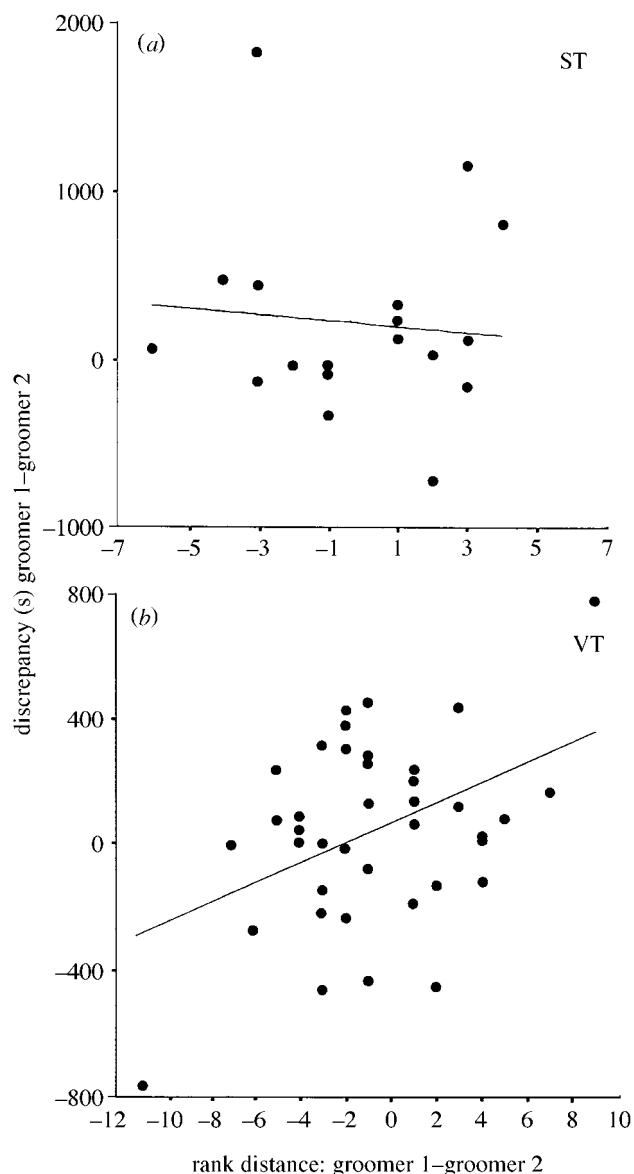 2000
(a)
ST
1000
0
−1000
−7 −5 −3 −1 1 3 5 7
discrepancy (s) groomer 1–groomer 2
800
(b)
VT
400
0
−400
−800
−12 −10 −8 −6 −4 −2 0 2 4 6 8 10
rank distance: groomer 1–groomer 2